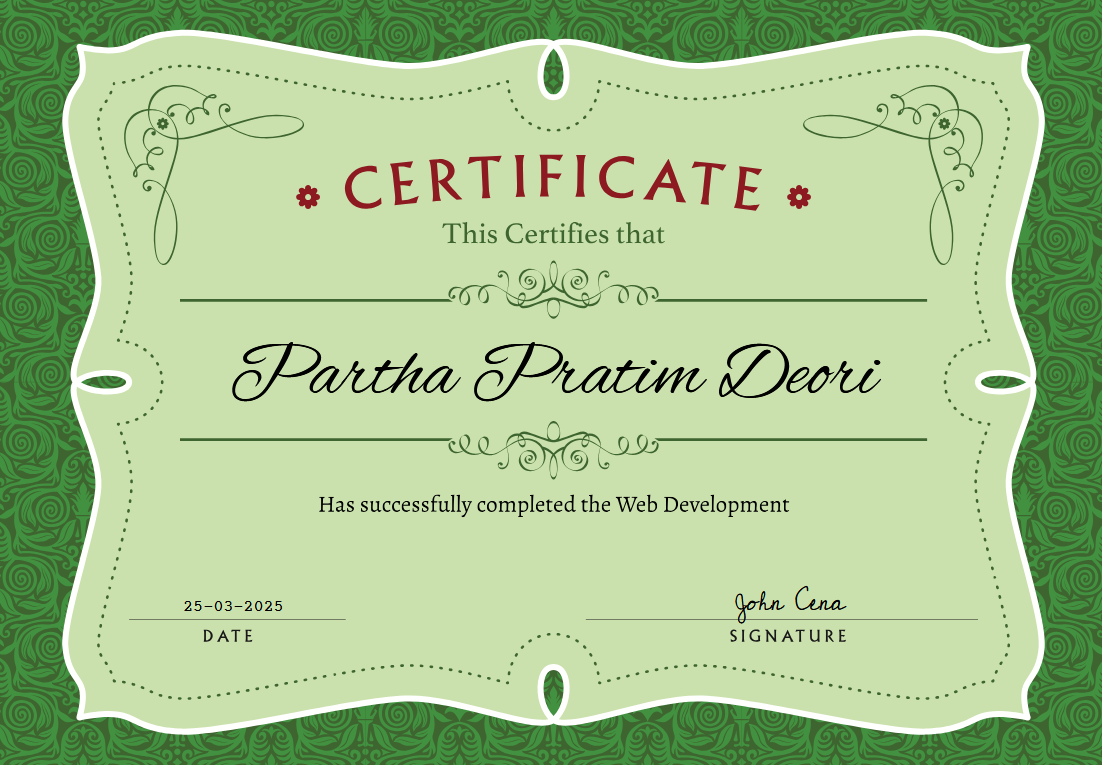 CERTIFICATE
This Certifies that
Partha Pratim Deori
Has successfully completed the Web Development
25-03-2025
DATE
John Cena
SIGNATURE